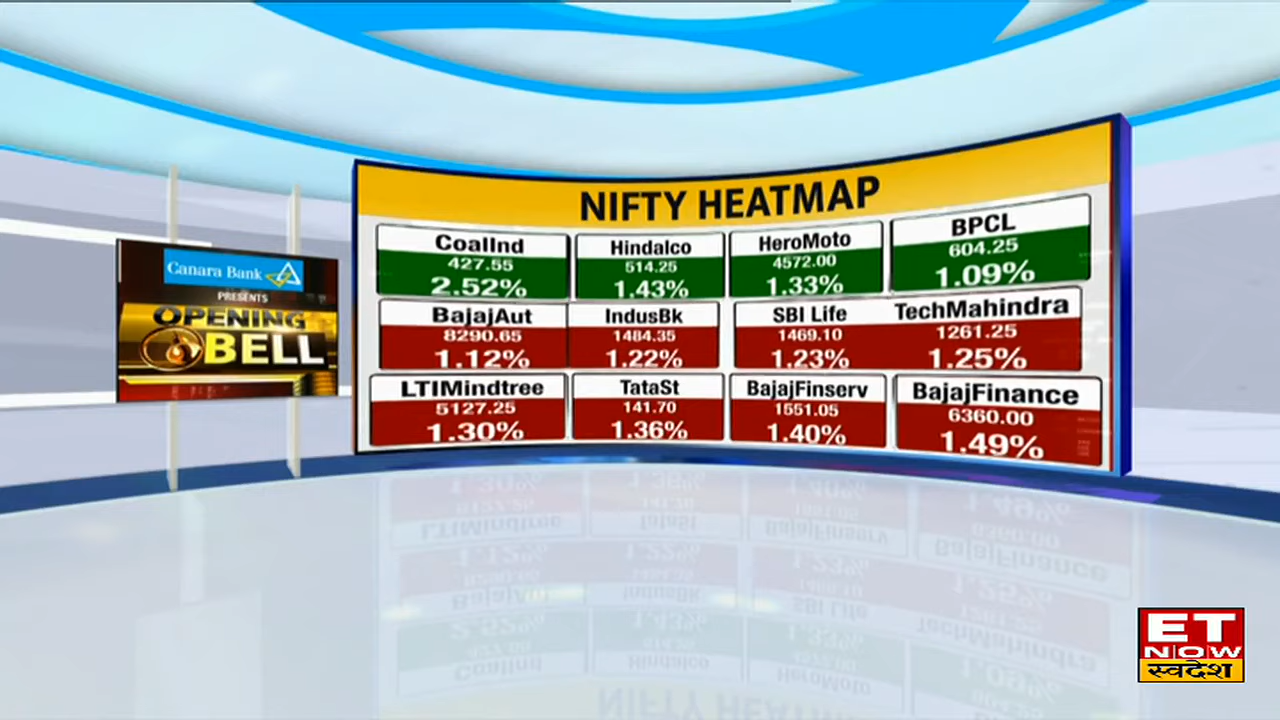 NIFTY HEATMAP
CoalInd
427.55
2.52%
Hindalco
514.25
1.43%
HeroMoto
4572.00
1.33%
BPCL
604.25
1.09%
BajajAut
8290.65
1.12%
IndusBk
1484.35
1.22%
SBI Life
1469.10
1.23%
TechMahindra
1261.25
1.25%
LTIMindtree
5127.25
1.30%
TataSt
141.70
1.36%
BajajFinserv
1551.05
1.40%
BajajFinance
6360.00
1.49%
Canara Bank
PRESENTS
OPENING
BELL
ET
NOW
स्वदेश